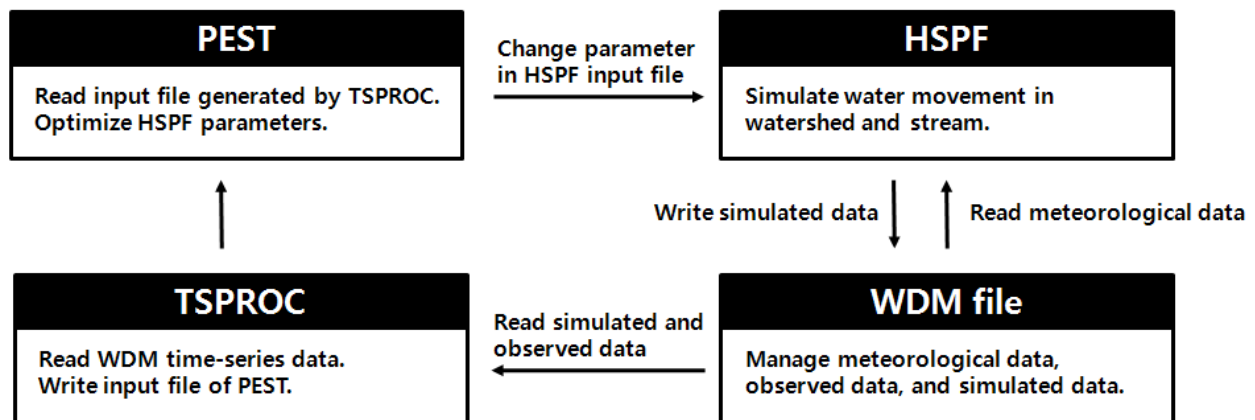 PEST
Read input file generated by TSPROC.
Optimize HSPF parameters.
Change parameter
in HSPF input file
HSPF
Simulate water movement in
watershed and stream.
Write simulated data
Read meteorological data
TSPROC
Read WDM time-series data.
Write input file of PEST.
Read simulated and
observed data
WDM file
Manage meteorological data,
observed data, and simulated data.